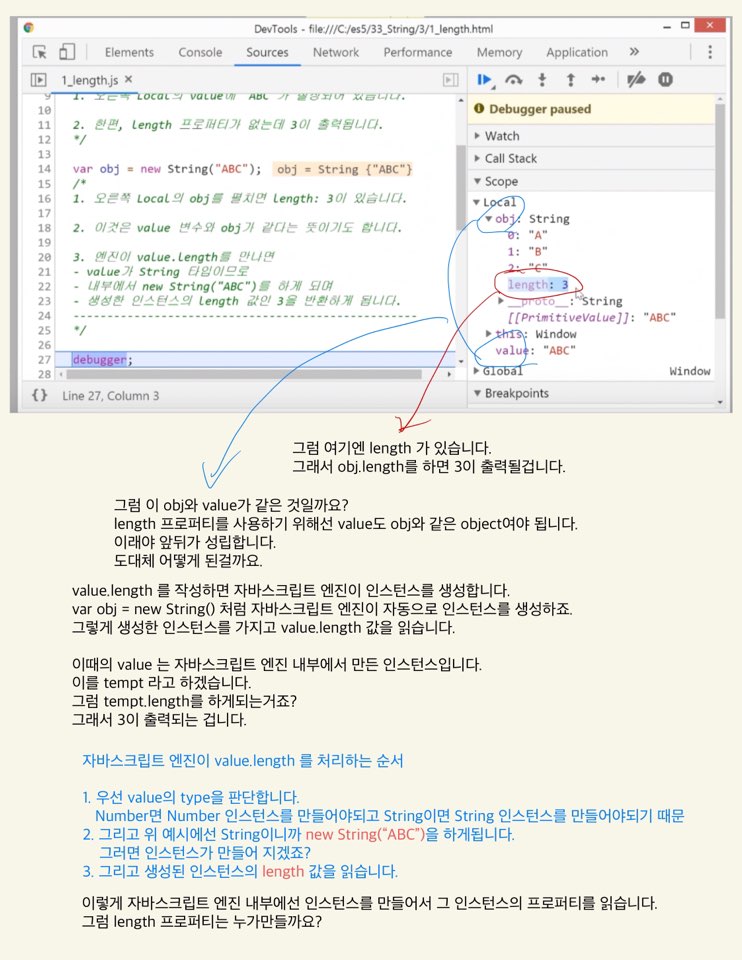 DevTools - file:///C:/es5/33_String/3/1_length.html
Elements Console Sources Network Performance Memory Application »
1_length.js ×
9 1. 오른쪽 Local의 value에 "ABC"가 설정되어 있습니다.
10
11 2. 한편, length 프로퍼티가 없는데 3이 출력됩니다.
12 */
13
14 var obj = new String("ABC"); obj = String {"ABC"}
15 /*
16 1. 오른쪽 Local의 obj를 펼치면 length: 3이 있습니다.
17
18 2. 이것은 value 변수와 obj가 같다는 뜻이기도 합니다.
19
20 3. 엔진이 value.length를 만나면
21 - value가 String 타입이므로
22 - 내부에서 new String("ABC")를 하게 되며
23 - 생성한 인스턴스의 length 값인 3을 반환하게 됩니다.
24 --------------------------------------------------
25 */
26
27 debugger;
28
{} Line 27, Column 3
Debugger paused
Watch
Call Stack
Scope
Local
obj: String
0: "A"
1: "B"
2: "C"
length: 3
__proto__: String
[[PrimitiveValue]]: "ABC"
this: Window
value: "ABC"
Global Window
Breakpoints
그럼 여기엔 length 가 있습니다.
그래서 obj.length를 하면 3이 출력될겁니다.
그럼 이 obj와 value가 같은 것일까요?
length 프로퍼티를 사용하기 위해선 value도 obj와 같은 object여야 됩니다.
이래야 앞뒤가 성립합니다.
도대체 어떻게 된걸까요.
value.length 를 작성하면 자바스크립트 엔진이 인스턴스를 생성합니다.
var obj = new String() 처럼 자바스크립트 엔진이 자동으로 인스턴스를 생성하죠.
그렇게 생성한 인스턴스를 가지고 value.length 값을 읽습니다.
이때의 value 는 자바스크립트 엔진 내부에서 만든 인스턴스입니다.
이를 tempt 라고 하겠습니다.
그럼 tempt.length를 하게되는거죠?
그래서 3이 출력되는 겁니다.
자바스크립트 엔진이 value.length 를 처리하는 순서
1. 우선 value의 type을 판단합니다.
Number면 Number 인스턴스를 만들어야되고 String이면 String 인스턴스를 만들어야되기 때문
2. 그리고 위 예시에선 String이니까 new String(“ABC”)을 하게됩니다.
그러면 인스턴스가 만들어 지겠죠?
3. 그리고 생성된 인스턴스의 length 값을 읽습니다.
이렇게 자바스크립트 엔진 내부에선 인스턴스를 만들어서 그 인스턴스의 프로퍼티를 읽습니다.
그럼 length 프로퍼티는 누가만들까요?